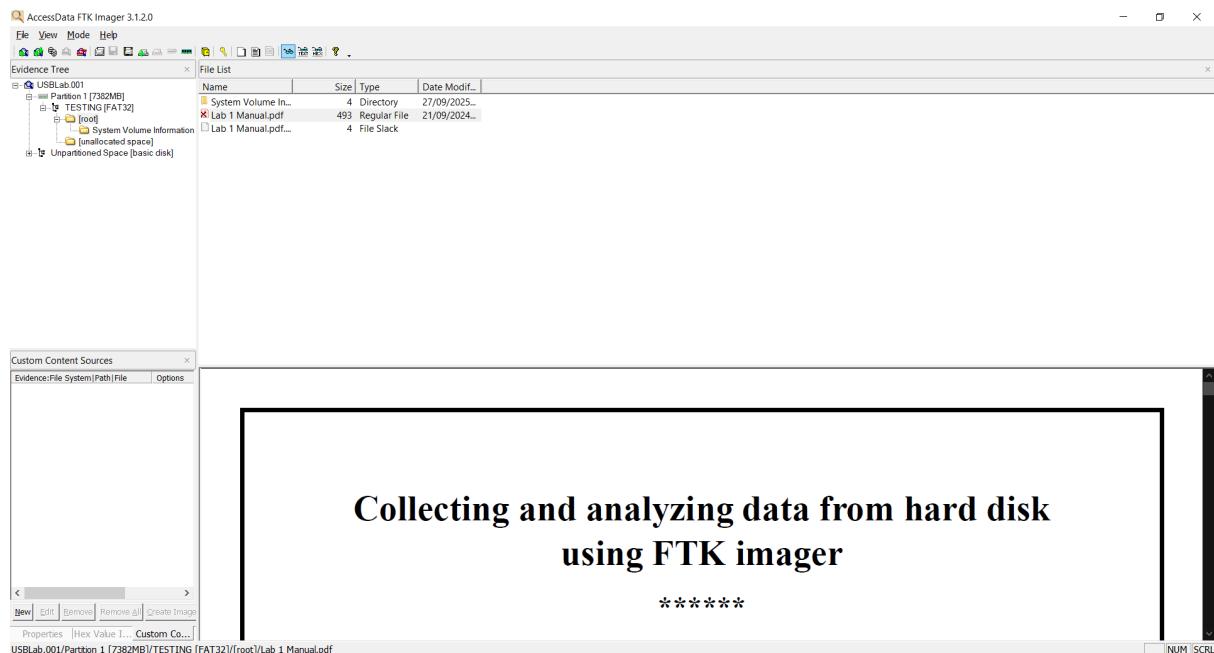 AccessData FTK Imager 3.1.2.0
File View Mode Help
Evidence Tree
File List
USBLab.001
Partition 1 [7382MB]
TESTING [FAT32]
[root]
System Volume Information
[unallocated space]
Unpartitioned Space [basic disk]
Name Size Type Date Modif...
System Volume In... 4 Directory 27/09/2025...
Lab 1 Manual.pdf 493 Regular File 21/09/2024...
Lab 1 Manual.pdf.... 4 File Slack
Custom Content Sources
Evidence:File System|Path|File Options
New Edit Remove Remove All Create Image
Properties Hex Value I... Custom Co...
Collecting and analyzing data from hard disk
using FTK imager
******
USBLab.001/Partition 1 [7382MB]/TESTING [FAT32]/[root]/Lab 1 Manual.pdf
NUM SCRL